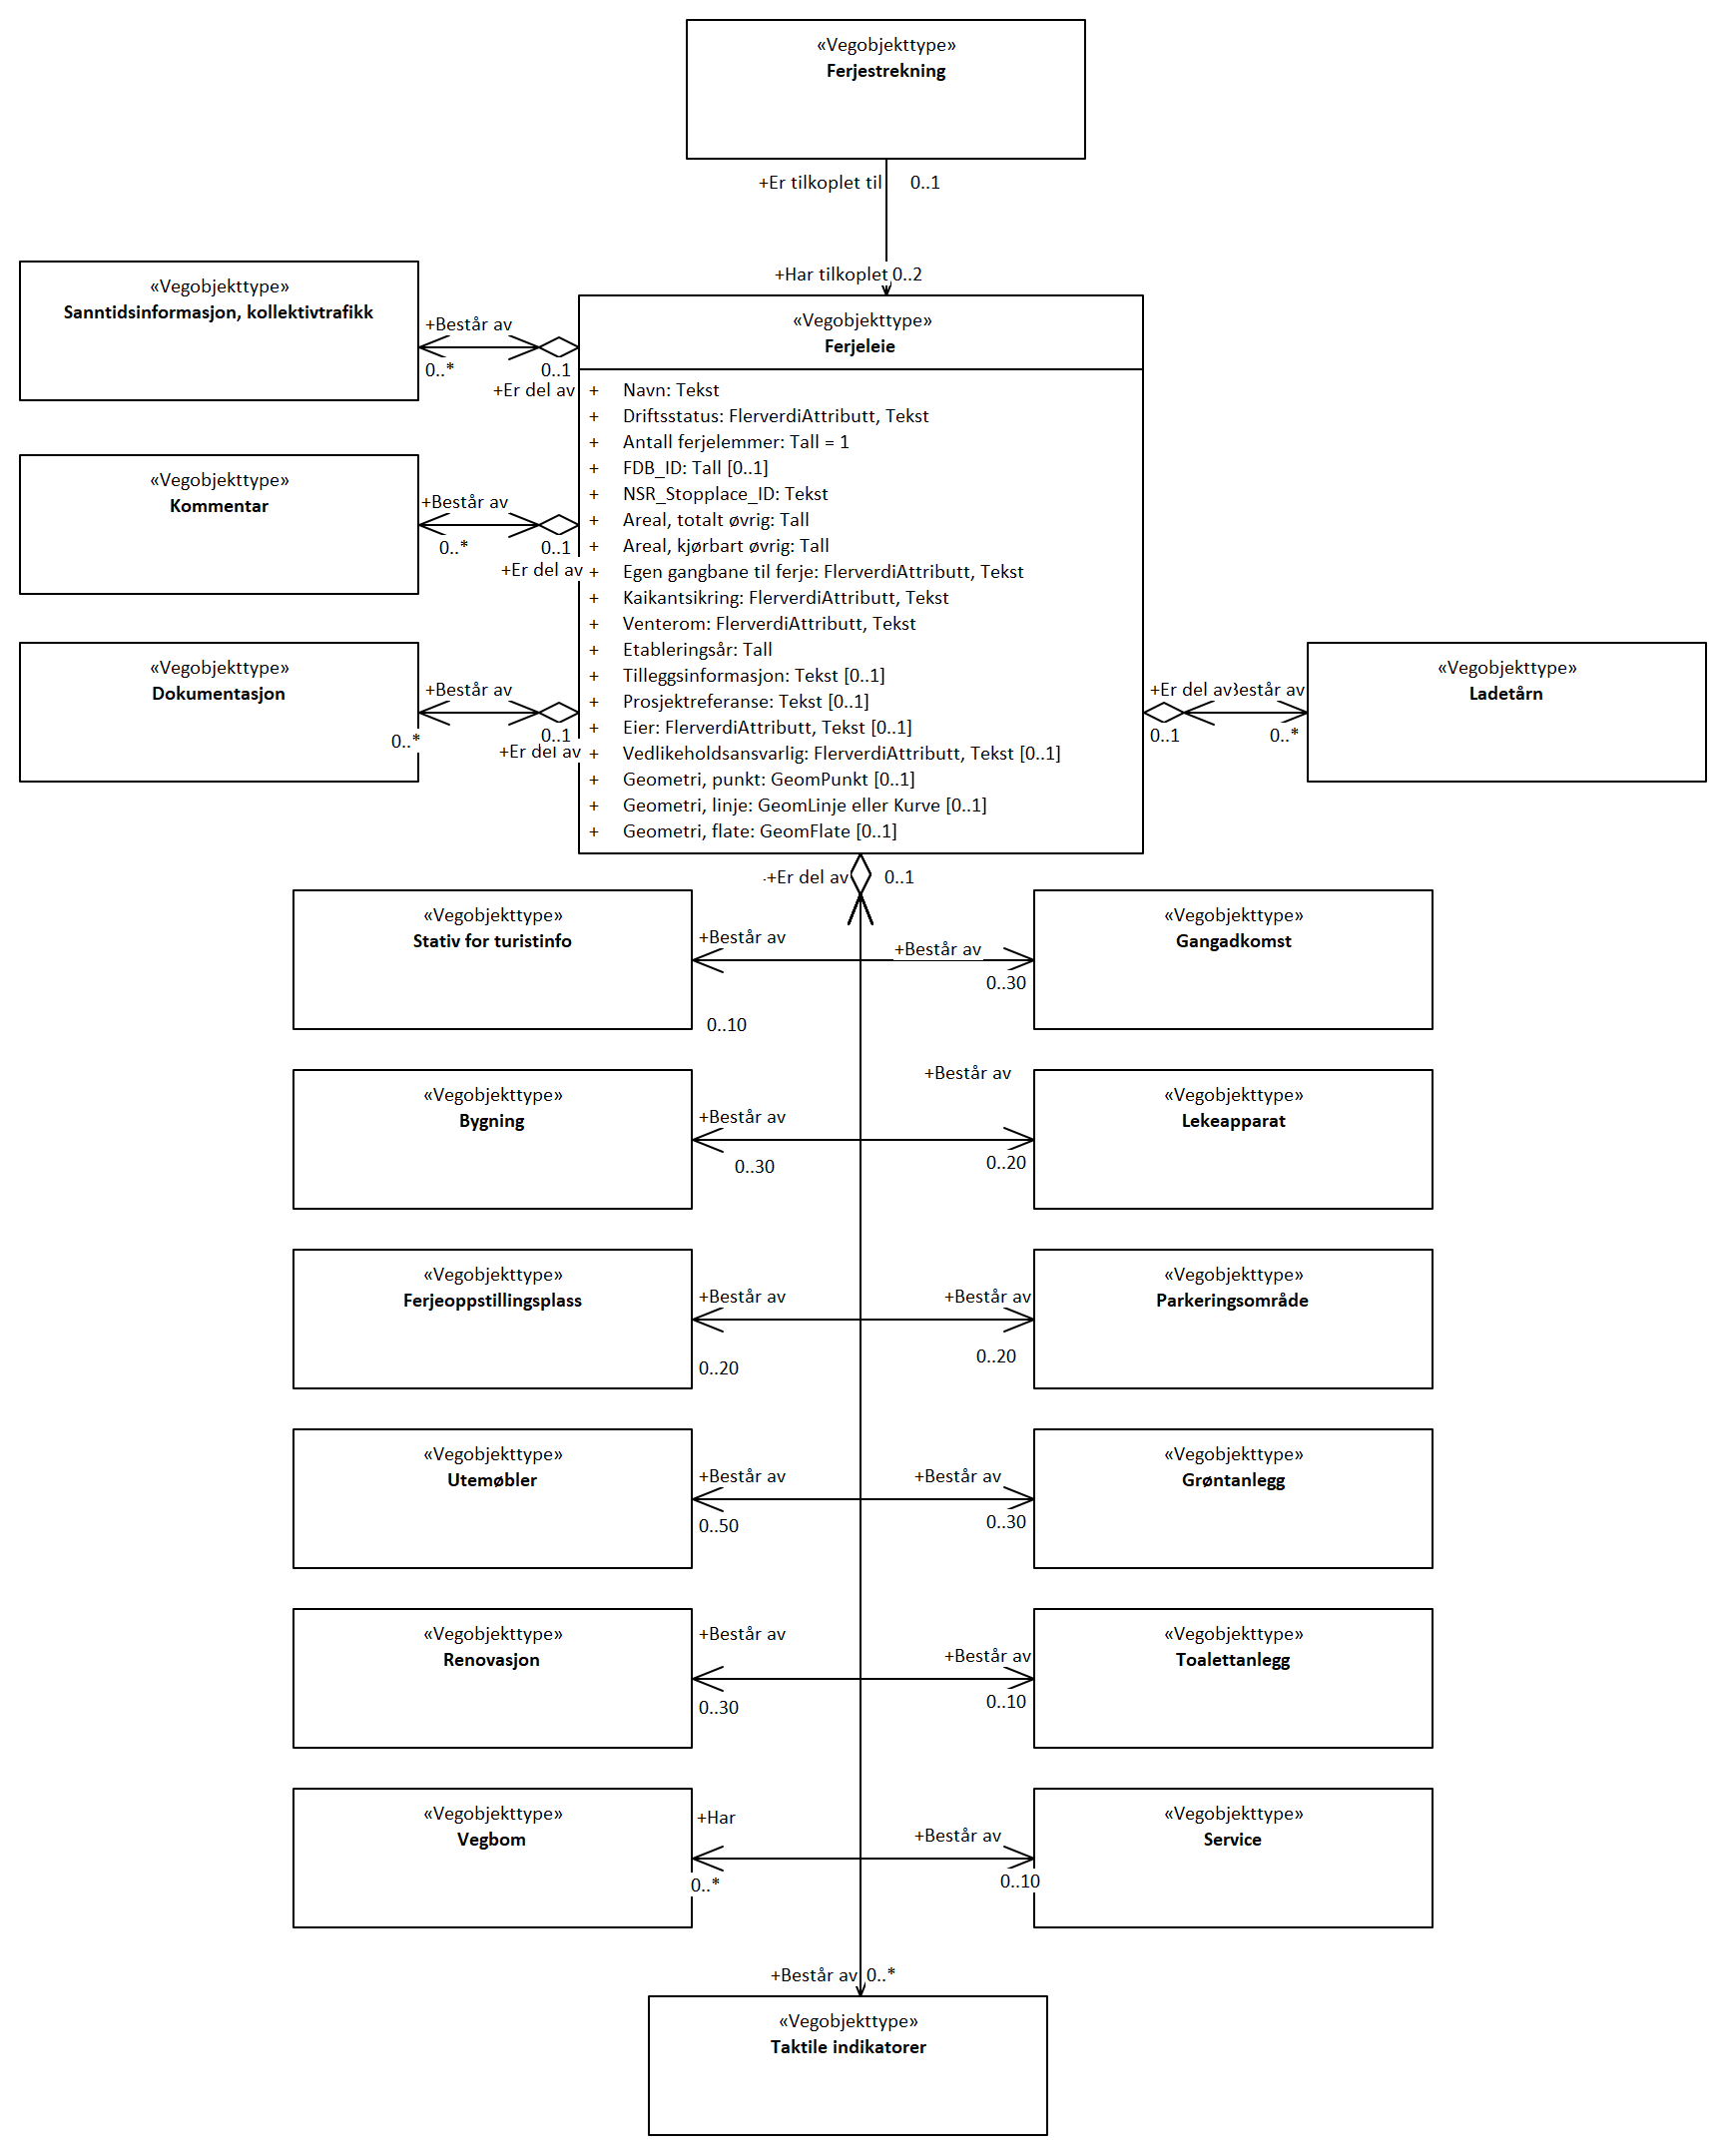 «Vegobjekttype»
Ferjestrekning
+Er tilkoplet til 0..1
+Har tilkoplet 0..2
«Vegobjekttype»
Sanntidsinformasjon, kollektivtrafikk
+Består av
0..* 0..1
+Er del av
«Vegobjekttype»
Kommentar
+Består av
0..* 0..1
+Er del av
«Vegobjekttype»
Dokumentasjon
+Består av
0..* 0..1
+Er del av
«Vegobjekttype»
Ferjeleie
+ Navn: Tekst
+ Driftsstatus: FlerverdiAttributt, Tekst
+ Antall ferjelemmer: Tall = 1
+ FDB_ID: Tall [0..1]
+ NSR_Stopplace_ID: Tekst
+ Areal, totalt øvrig: Tall
+ Areal, kjørbart øvrig: Tall
+ Egen gangbane til ferje: FlerverdiAttributt, Tekst
+ Kaikantsikring: FlerverdiAttributt, Tekst
+ Venterom: FlerverdiAttributt, Tekst
+ Etableringsår: Tall
+ Tilleggsinformasjon: Tekst [0..1]
+ Prosjektreferanse: Tekst [0..1]
+ Eier: FlerverdiAttributt, Tekst [0..1]
+ Vedlikeholdsansvarlig: FlerverdiAttributt, Tekst [0..1]
+ Geometri, punkt: GeomPunkt [0..1]
+ Geometri, linje: GeomLinje eller Kurve [0..1]
+ Geometri, flate: GeomFlate [0..1]
+Er del av Består av
0..1 0..*
«Vegobjekttype»
Ladetårn
+Er del av 0..1
«Vegobjekttype»
Stativ for turistinfo
+Består av
0..10
+Består av
0..30
«Vegobjekttype»
Gangadkomst
«Vegobjekttype»
Bygning
+Består av
0..30
+Består av
0..20
«Vegobjekttype»
Lekeapparat
«Vegobjekttype»
Ferjeoppstillingsplass
+Består av
0..20
+Består av
0..20
«Vegobjekttype»
Parkeringsområde
«Vegobjekttype»
Utemøbler
+Består av
0..50
+Består av
0..30
«Vegobjekttype»
Grøntanlegg
«Vegobjekttype»
Renovasjon
+Består av
0..30
+Består av
0..10
«Vegobjekttype»
Toalettanlegg
«Vegobjekttype»
Vegbom
+Har
0..*
+Består av
0..10
«Vegobjekttype»
Service
+Består av 0..*
«Vegobjekttype»
Taktile indikatorer